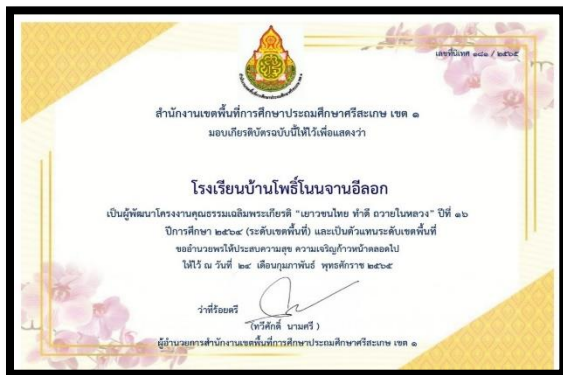 เลขที่นิเทศ ๑๘๑ / ๒๕๖๕
สำนักงานเขตพื้นที่การศึกษาประถมศึกษาศรีสะเกษ เขต ๑
มอบเกียรติบัตรฉบับนี้ให้ไว้เพื่อแสดงว่า
โรงเรียนบ้านโพธิ์โนนจานอีลอก
เป็นผู้พัฒนาโครงงานคุณธรรมเฉลิมพระเกียรติ "เยาวชนไทย ทำดี ถวายในหลวง" ปีที่ ๑๖
ปีการศึกษา ๒๕๖๔ (ระดับเขตพื้นที่) และเป็นตัวแทนระดับเขตพื้นที่
ขออำนวยพรให้ประสบความสุข ความเจริญก้าวหน้าตลอดไป
ให้ไว้ ณ วันที่ ๒๔ เดือนกุมภาพันธ์ พุทธศักราช ๒๕๖๕
ว่าที่ร้อยตรี
(ทวีศักดิ์ นามศรี )
ผู้อำนวยการสำนักงานเขตพื้นที่การศึกษาประถมศึกษาศรีสะเกษ เขต ๑